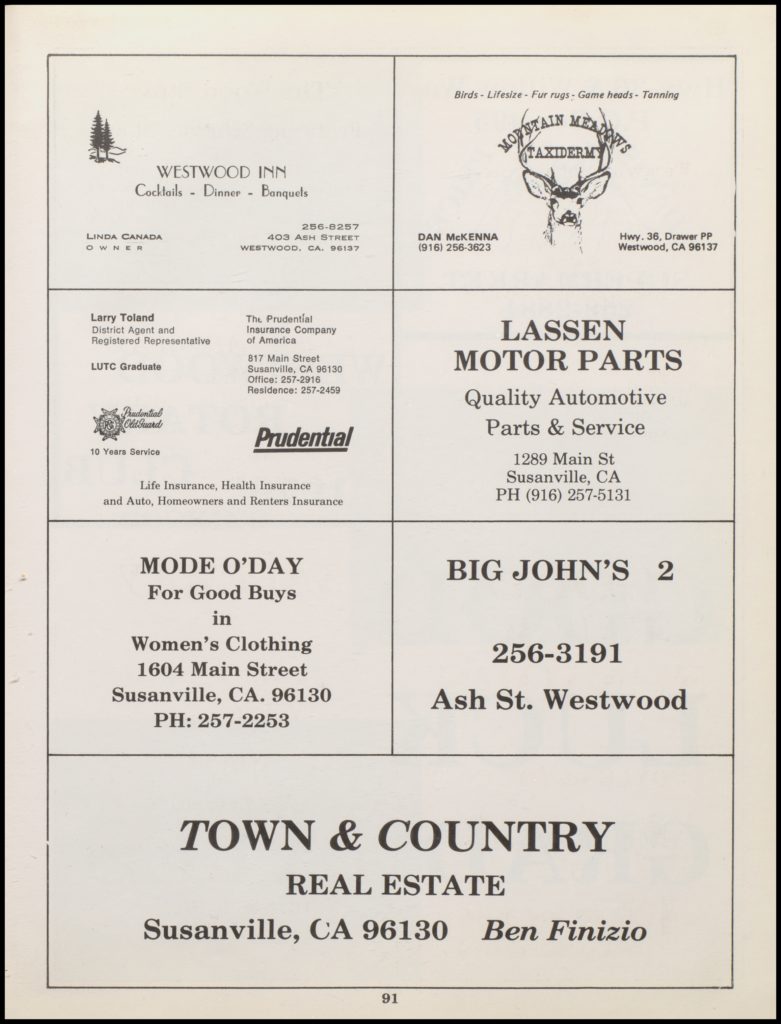 WESTWOOD INN
Cocktails - Dinner - Banquets
LINDA CANADA
OWNER
256-8257
403 ASH STREET
WESTWOOD, CA. 96137
Birds - Lifesize - Fur rugs - Game heads - Tanning
MOUNTAIN MEADOWS
TAXIDERMY
DAN McKENNA
(916) 256-3623
Hwy. 36, Drawer PP
Westwood, CA 96137
Larry Toland
District Agent and
Registered Representative
LUTC Graduate
Prudential
Old Guard
10 Years Service
The Prudential
Insurance Company
of America
817 Main Street
Susanville, CA 96130
Office: 257-2916
Residence: 257-2459
Prudential
Life Insurance, Health Insurance
and Auto, Homeowners and Renters Insurance
LASSEN
MOTOR PARTS
Quality Automotive
Parts & Service
1289 Main St
Susanville, CA
PH (916) 257-5131
MODE O'DAY
For Good Buys
in
Women's Clothing
1604 Main Street
Susanville, CA. 96130
PH: 257-2253
BIG JOHN'S 2
256-3191
Ash St. Westwood
TOWN & COUNTRY
REAL ESTATE
Susanville, CA 96130 Ben Finizio
91